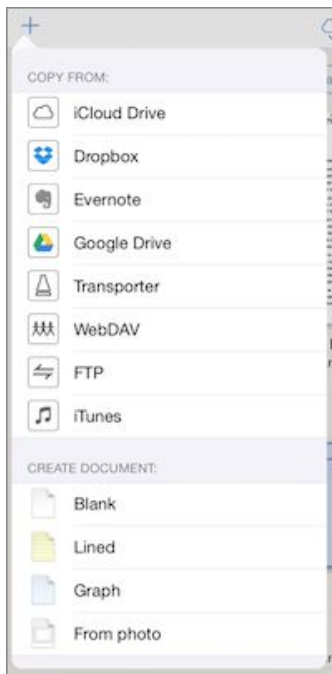 COPY FROM:
iCloud Drive
Dropbox
Evernote
Google Drive
Transporter
WebDAV
FTP
iTunes
CREATE DOCUMENT:
Blank
Lined
Graph
From photo